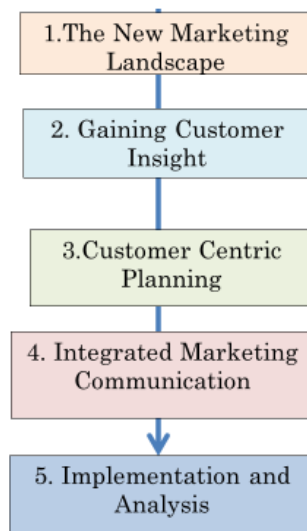 1.The New Marketing
Landscape
2. Gaining Customer
Insight
3.Customer Centric
Planning
4. Integrated Marketing
Communication
5. Implementation and
Analysis